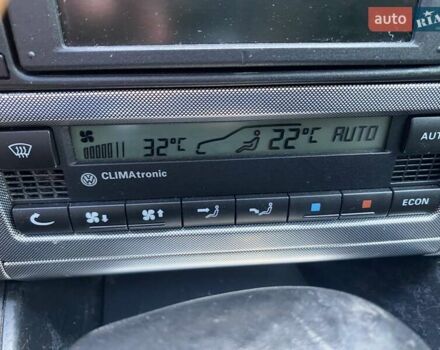 auto RIA
32°C 22°C AUTO
AUT
CLIMAtronic
ECON